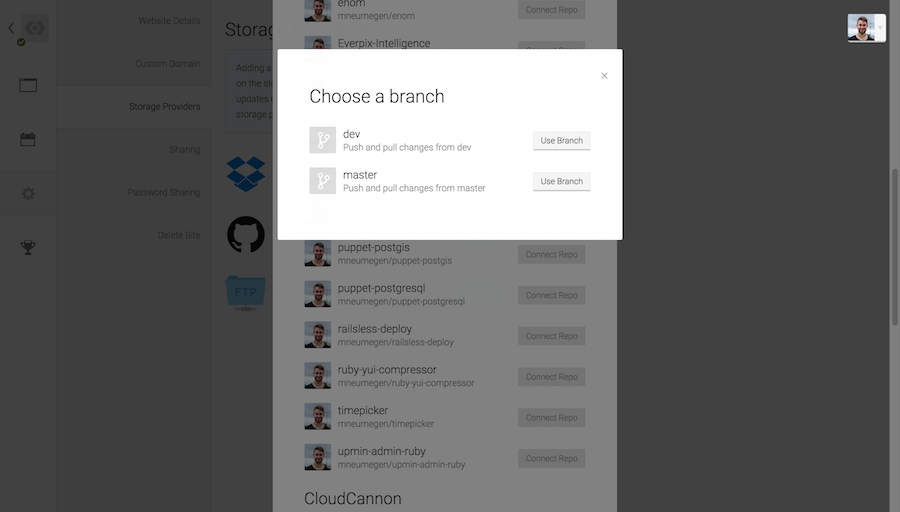 Website Details
Custom Domain
Storage Providers
Sharing
Password Sharing
Delete Site
Storag
Adding a
on the sto
updates
storage p
FTP
enom
mneumegen/enom
Connect Repo
Everpix-Intelligence
Choose a branch
×
dev
Push and pull changes from dev
Use Branch
master
Push and pull changes from master
Use Branch
puppet-postgis
mneumegen/puppet-postgis
Connect Repo
puppet-postgresql
mneumegen/puppet-postgresql
Connect Repo
railsless-deploy
mneumegen/railsless-deploy
Connect Repo
ruby-yui-compressor
mneumegen/ruby-yui-compressor
Connect Repo
timepicker
mneumegen/timepicker
Connect Repo
upmin-admin-ruby
mneumegen/upmin-admin-ruby
Connect Repo
CloudCannon